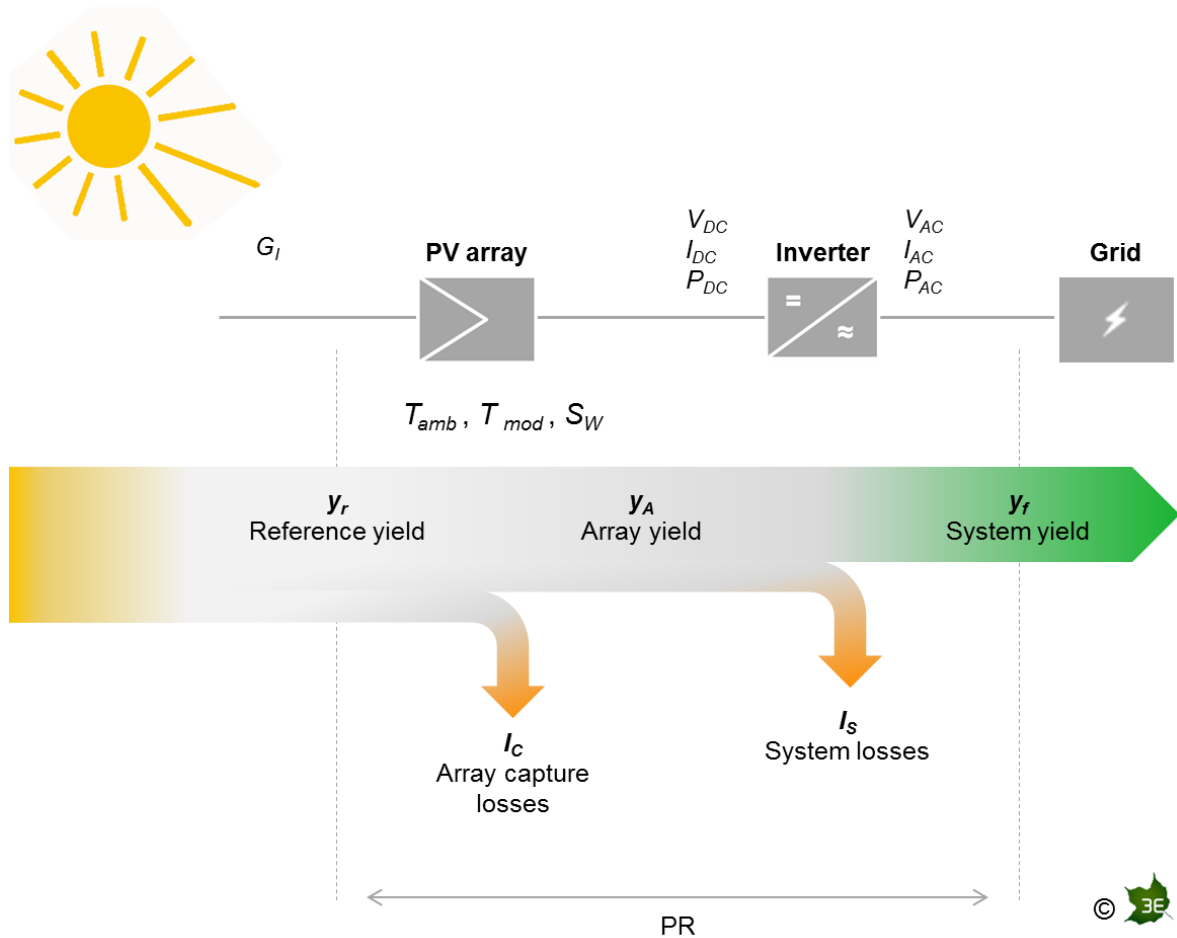 G_I
PV array
V_DC
I_DC
P_DC
Inverter
V_AC
I_AC
P_AC
Grid
=
≈
T_amb , T_mod , S_W
y_r
Reference yield
y_A
Array yield
y_f
System yield
l_C
Array capture
losses
l_S
System losses
PR
© 3E